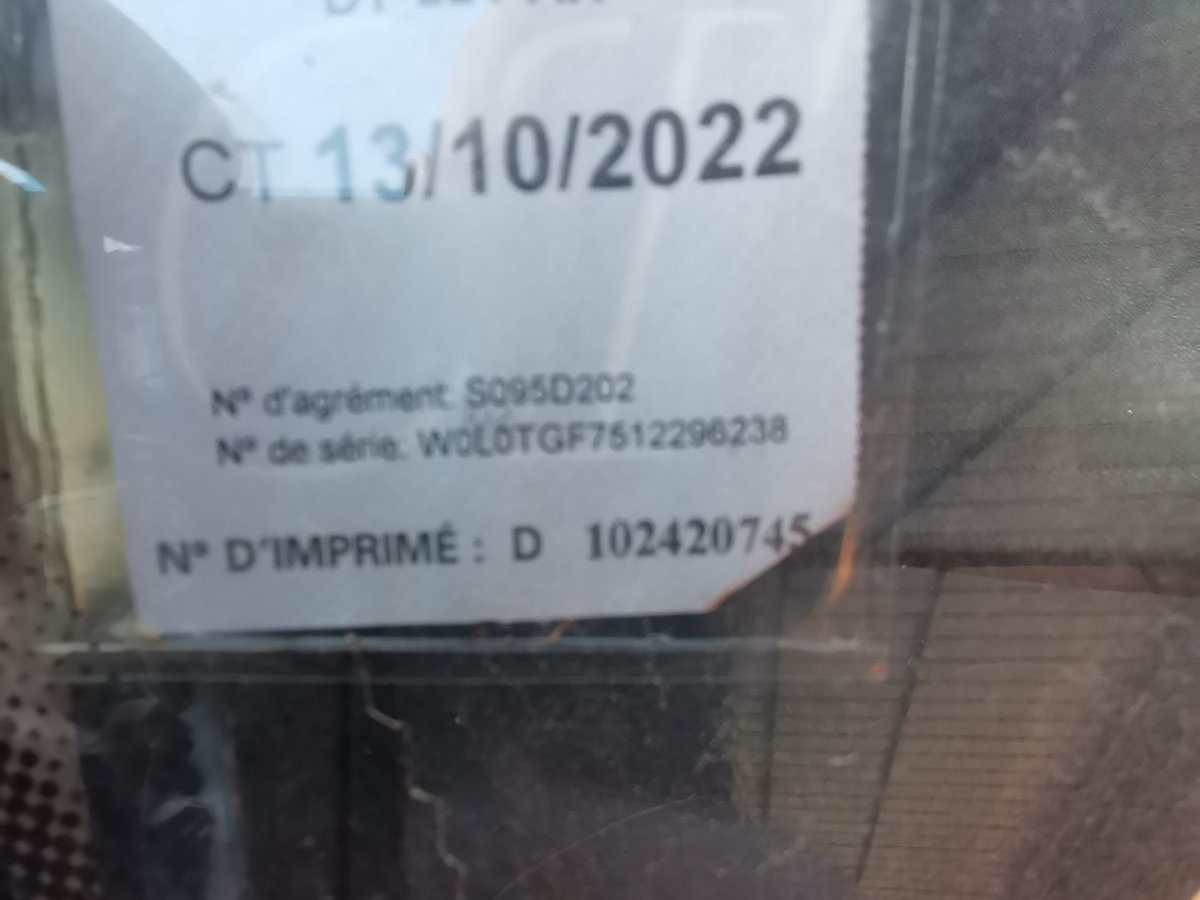 CT 13/10/2022
N° d'agrément: S095D202
N° de série: W0L0TGF7512296238
N° D'IMPRIMÉ : D 102420745